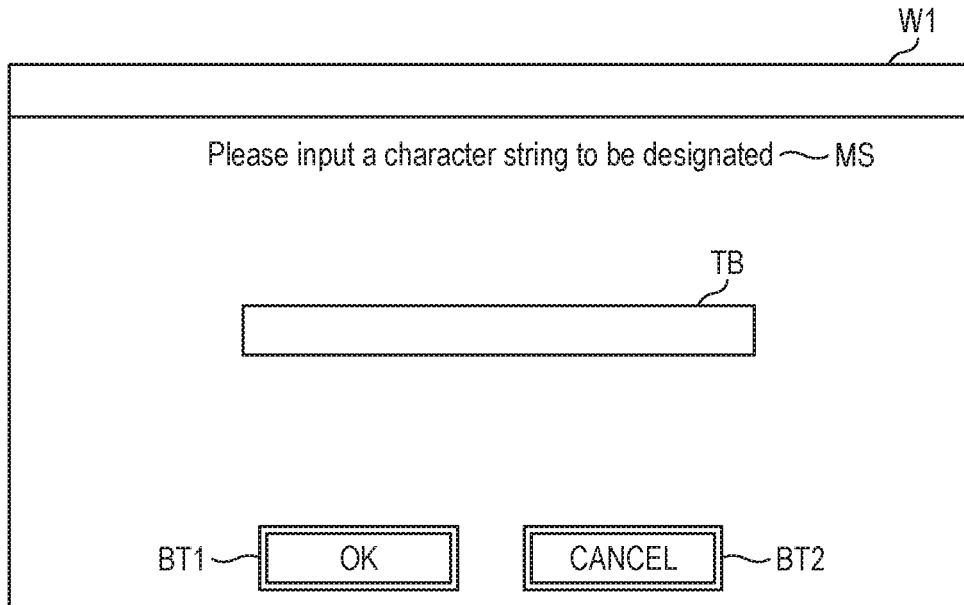 W1
Please input a character string to be designated MS
TB
BT1 OK CANCEL BT2